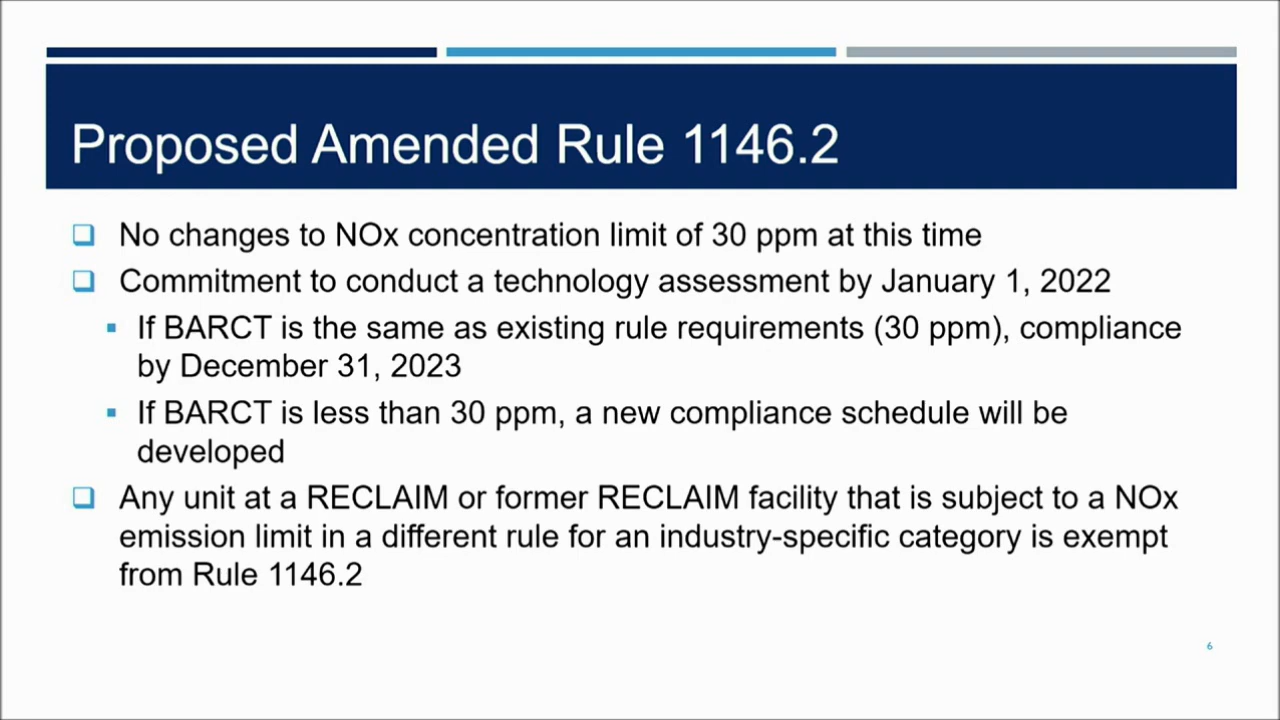 Proposed Amended Rule 1146.2
No changes to NOx concentration limit of 30 ppm at this time
Commitment to conduct a technology assessment by January 1, 2022
If BARCT is the same as existing rule requirements (30 ppm), compliance
by December 31, 2023
If BARCT is less than 30 ppm, a new compliance schedule will be
developed
Any unit at a RECLAIM or former RECLAIM facility that is subject to a NOx
emission limit in a different rule for an industry-specific category is exempt
from Rule 1146.2
6